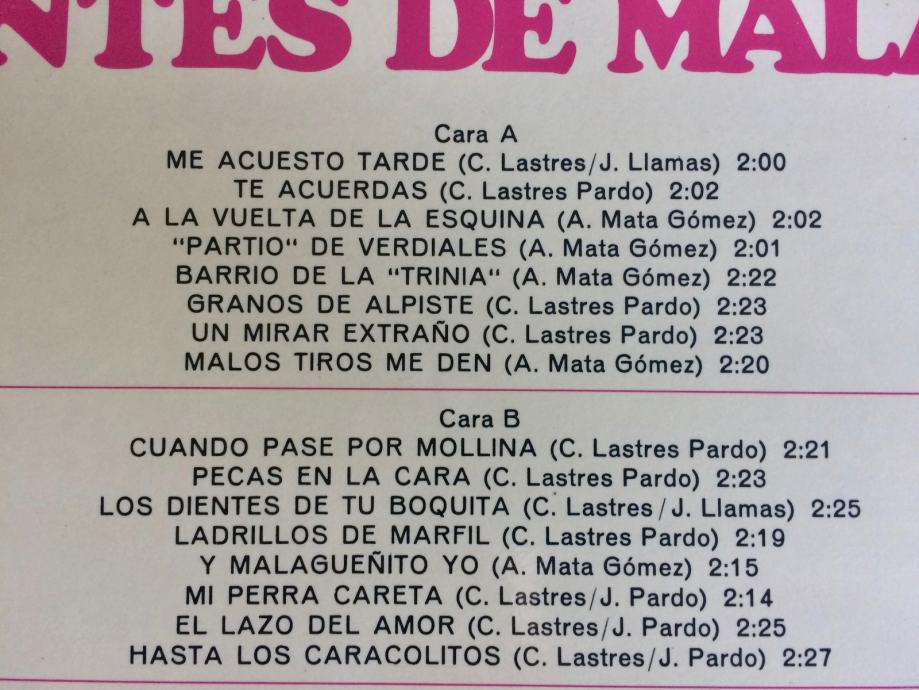 NTES DE MALA
Cara A
ME ACUESTO TARDE (C. Lastres/J. Llamas) 2:00
TE ACUERDAS (C. Lastres Pardo) 2:02
A LA VUELTA DE LA ESQUINA (A. Mata Gómez) 2:02
"PARTIO" DE VERDIALES (A. Mata Gómez) 2:01
BARRIO DE LA "TRINIA" (A. Mata Gómez) 2:22
GRANOS DE ALPISTE (C. Lastres Pardo) 2:23
UN MIRAR EXTRAÑO (C. Lastres Pardo) 2:23
MALOS TIROS ME DEN (A. Mata Gómez) 2:20
Cara B
CUANDO PASE POR MOLLINA (C. Lastres Pardo) 2:21
PECAS EN LA CARA (C. Lastres Pardo) 2:23
LOS DIENTES DE TU BOQUITA (C. Lastres/J. Llamas) 2:25
LADRILLOS DE MARFIL (C. Lastres Pardo) 2:19
Y MALAGUEÑITO YO (A. Mata Gómez) 2:15
MI PERRA CARETA (C. Lastres/J. Pardo) 2:14
EL LAZO DEL AMOR (C. Lastres/J. Pardo) 2:25
HASTA LOS CARACOLITOS (C. Lastres/J. Pardo) 2:27